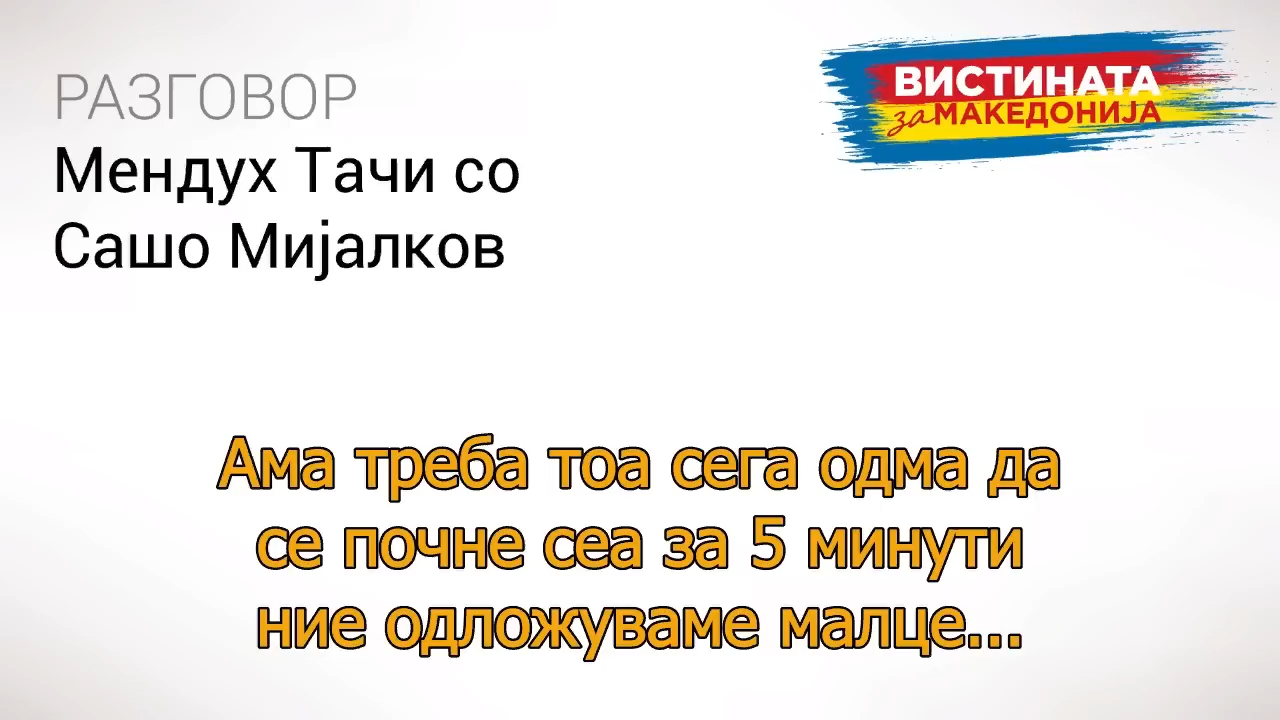 РАЗГОВОР
Мендух Тачи со
Сашо Мијалков
ВИСТИНАТА
за МАКЕДОНИЈА
Ама треба тоа сега одма да
се почне сеа за 5 минути
ние одложуваме малце...